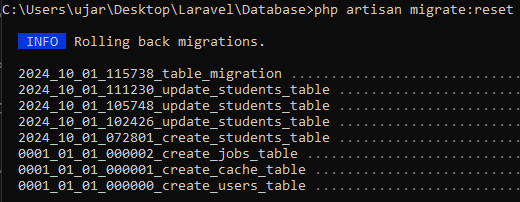 C:\Users\ujar\Desktop\Laravel\Database>php artisan migrate:reset
INFO Rolling back migrations.
2024_10_01_115738_table_migration ........................................
2024_10_01_111230_update_students_table ..................................
2024_10_01_105748_update_students_table ..................................
2024_10_01_102426_update_students_table ..................................
2024_10_01_072801_create_students_table ..................................
0001_01_01_000002_create_jobs_table ......................................
0001_01_01_000001_create_cache_table .....................................
0001_01_01_000000_create_users_table .....................................